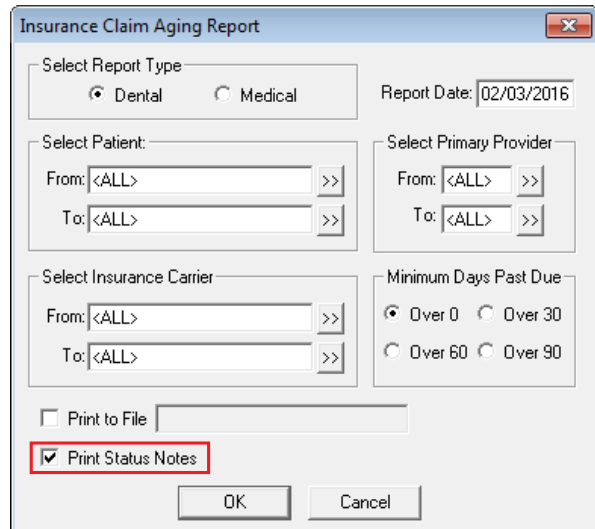 Insurance Claim Aging Report
Select Report Type
Dental Medical
Report Date: 02/03/2016
Select Patient:
From: <ALL> >>
To: <ALL> >>
Select Primary Provider
From: <ALL> >>
To: <ALL> >>
Select Insurance Carrier
From: <ALL> >>
To: <ALL> >>
Minimum Days Past Due
Over 0 Over 30
Over 60 Over 90
Print to File
Print Status Notes
OK Cancel